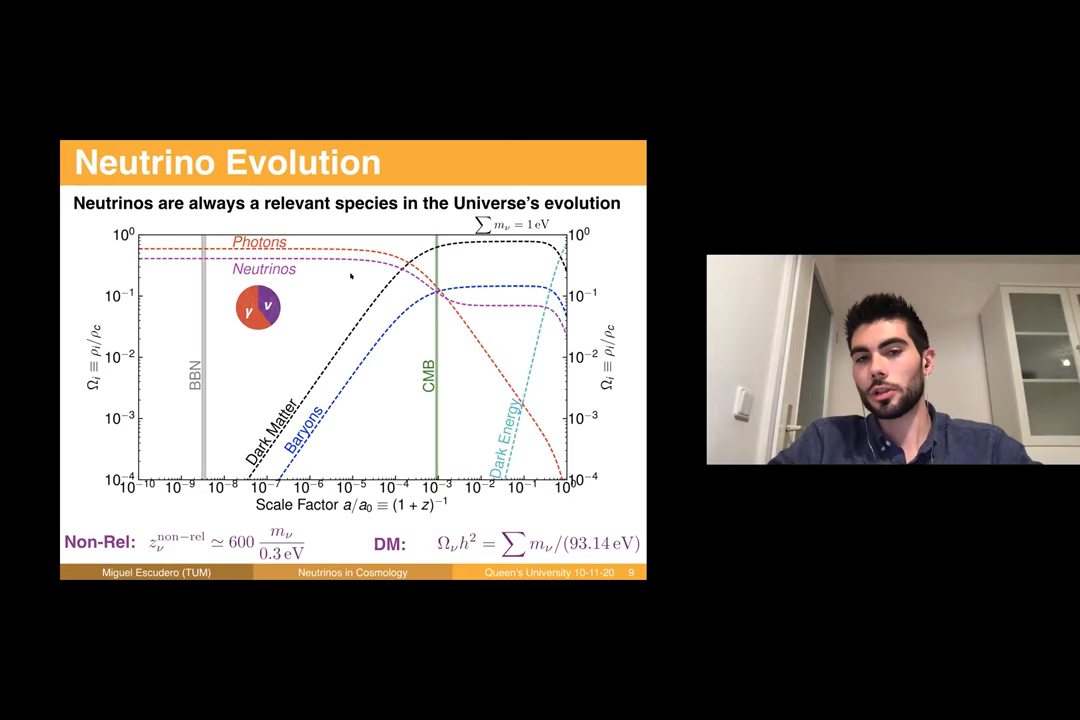 Neutrino Evolution
Neutrinos are always a relevant species in the Universe's evolution
∑ m_ν = 1 eV
10^0
10^−1
10^−2
10^−3
10^−4
Ω_i ≡ ρ_i/ρ_c
Photons
Neutrinos
γ
ν
BBN
Dark Matter
Baryons
CMB
Dark Energy
10^0
10^−1
10^−2
10^−3
10^−4
Ω_i ≡ ρ_i/ρ_c
10^−10 10^−9 10^−8 10^−7 10^−6 10^−5 10^−4 10^−3 10^−2 10^−1 10^0
Scale Factor a/a_0 ≡ (1 + z)^−1
Non-Rel: z_ν^non−rel ≃ 600 m_ν/0.3 eV
DM: Ω_ν h^2 = ∑ m_ν/(93.14 eV)
Miguel Escudero (TUM) Neutrinos in Cosmology Queen's University 10-11-20 9